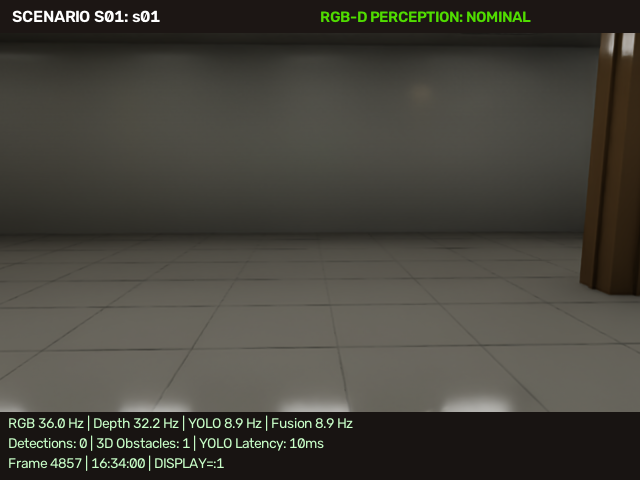 SCENARIO S01: s01
RGB-D PERCEPTION: NOMINAL
RGB 36.0 Hz | Depth 32.2 Hz | YOLO 8.9 Hz | Fusion 8.9 Hz
Detections: 0 | 3D Obstacles: 1 | YOLO Latency: 10ms
Frame 4857 | 16:34:00 | DISPLAY=:1